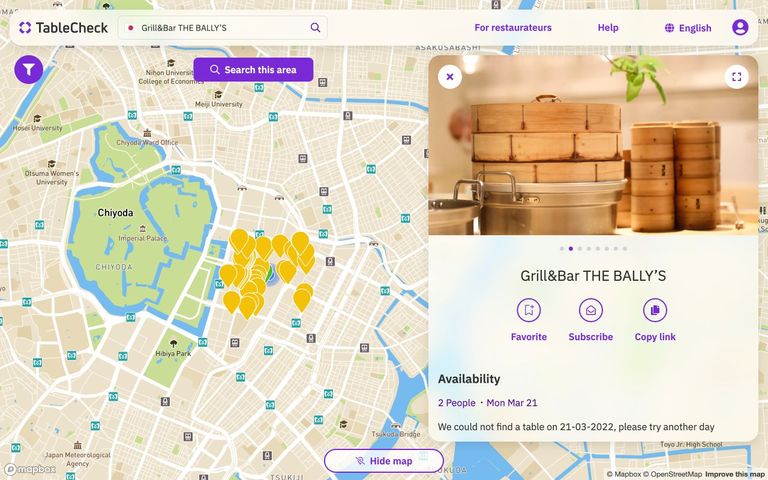 TableCheck
Grill&Bar THE BALLY'S
For restaurateurs
Help
English
ASAKUSABASHI
Search this area
Nihon University
College of Economics
Meiji University
Hosei University
Chiyoda Ward Office
Otsuma Women's
University
Chiyoda
Imperial Palace
CHIYODA
Hibiya Park
Grill&Bar THE BALLY'S
Favorite
Subscribe
Copy link
Availability
2 People · Mon Mar 21
We could not find a table on 21-03-2022, please try another day
Tsukuda Bridge
Toyo Jr. High School
Japan Meteorological
Agency
Hide map
TSUKIJI
mapbox
© Mapbox © OpenStreetMap Improve this map